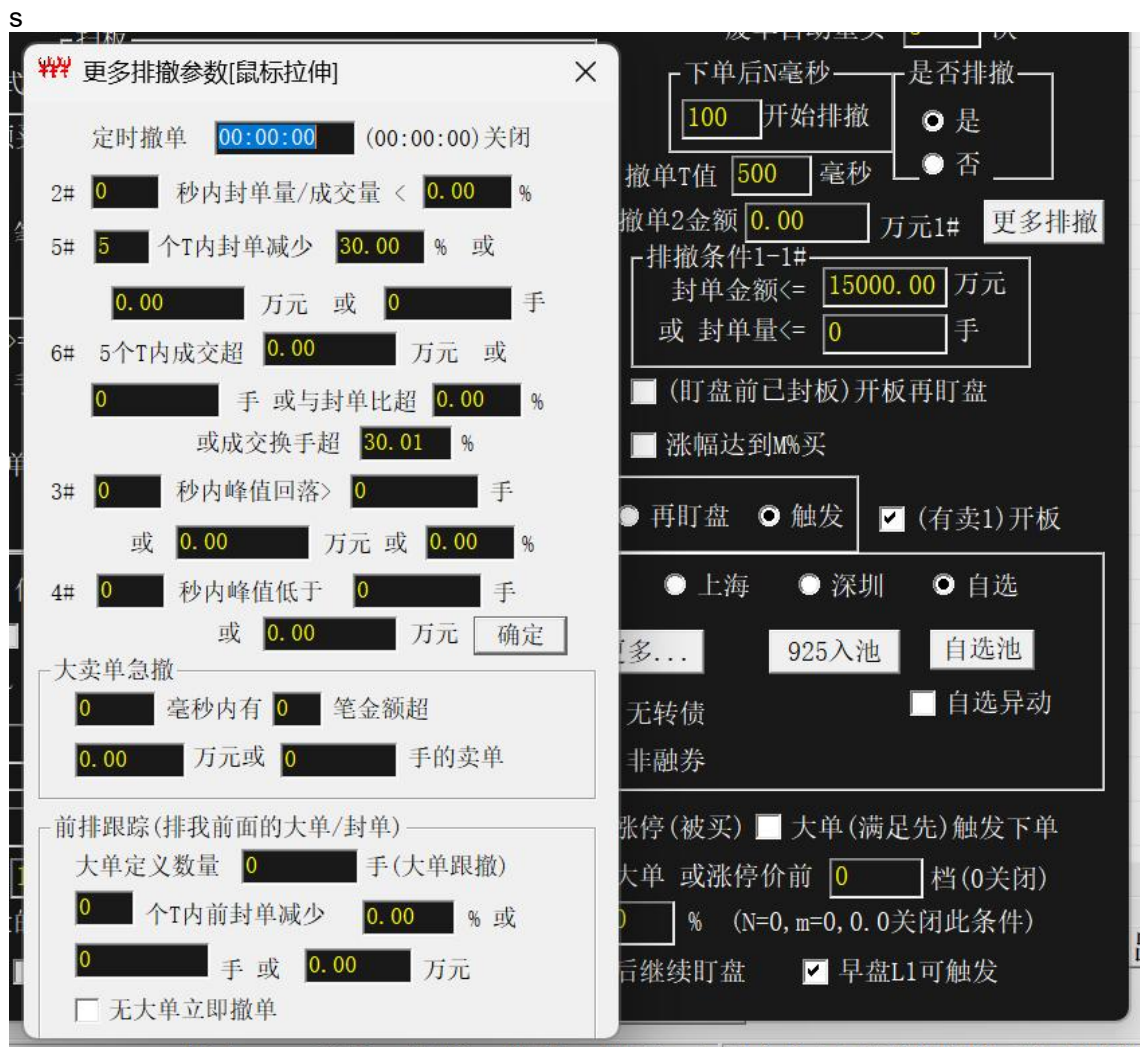 s
扫板
更多排撤参数[鼠标拉伸]
定时撤单 00:00:00 (00:00:00)关闭
2# 0 秒内封单量/成交量 < 0.00 %
5# 5 个T内封单减少 30.00 % 或
0.00 万元 或 0 手
6# 5个T内成交超 0.00 万元 或
0 手 或与封单比超 0.00 %
或成交换手超 30.01 %
3# 0 秒内峰值回落> 0 手
或 0.00 万元 或 0.00 %
4# 0 秒内峰值低于 0 手
或 0.00 万元 确定
大卖单急撤
0 毫秒内有 0 笔金额超
0.00 万元或 0 手的卖单
前排跟踪(排我前面的大单/封单)
大单定义数量 0 手(大单跟撤)
0 个T内前封单减少 0.00 % 或
0 手 或 0.00 万元
无大单立即撤单
下单后N毫秒
100 开始排撤
是否排撤
是
否
撤单T值 500 毫秒
撤单2金额 0.00 万元1# 更多排撤
排撤条件1-1#
封单金额<= 15000.00 万元
或 封单量<= 0 手
(盯盘前已封板)开板再盯盘
涨幅达到M%买
再盯盘 触发 (有卖1)开板
上海 深圳 自选
更多... 925入池 自选池
无转债 自选异动
非融券
涨停(被买) 大单(满足先)触发下单
大单 或涨停价前 0 档(0关闭)
% (N=0,m=0,0.0关闭此条件)
后继续盯盘 早盘L1可触发